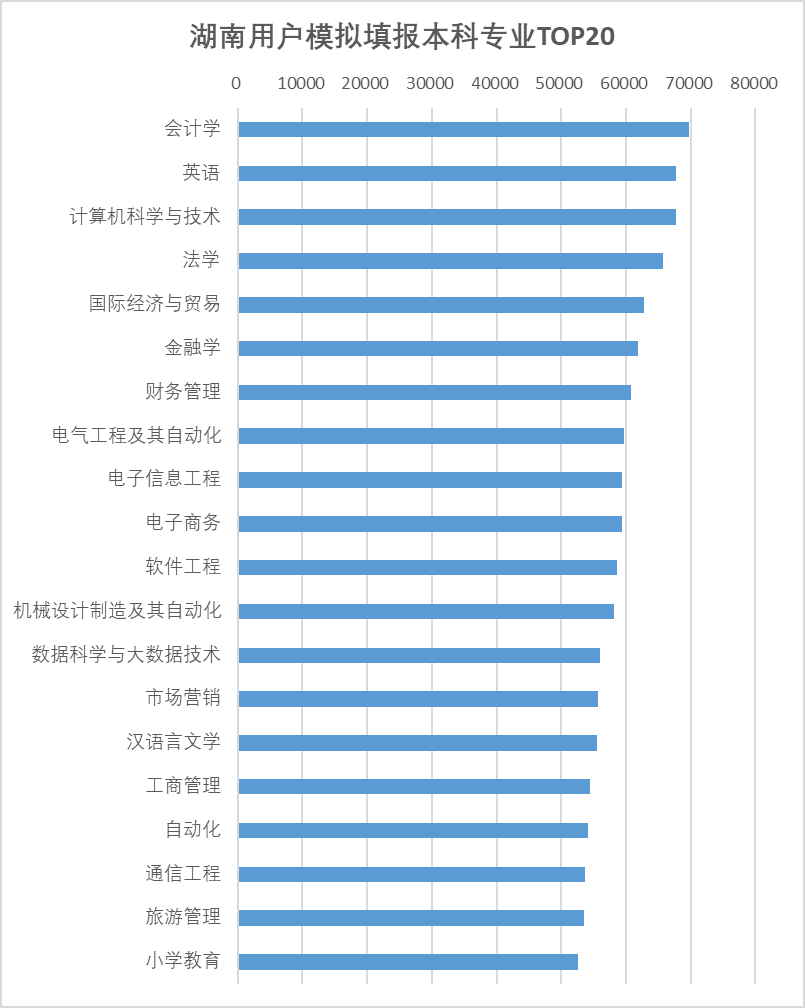 湖南用户模拟填报本科专业TOP20
0 10000 20000 30000 40000 50000 60000 70000 80000
会计学
英语
计算机科学与技术
法学
国际经济与贸易
金融学
财务管理
电气工程及其自动化
电子信息工程
电子商务
软件工程
机械设计制造及其自动化
数据科学与大数据技术
市场营销
汉语言文学
工商管理
自动化
通信工程
旅游管理
小学教育